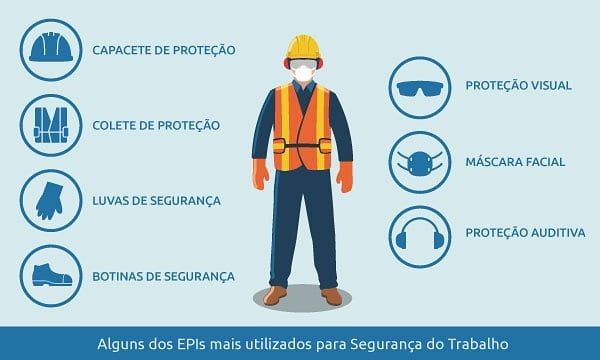 CAPACETE DE PROTEÇÃO
COLETE DE PROTEÇÃO
LUVAS DE SEGURANÇA
BOTINAS DE SEGURANÇA
PROTEÇÃO VISUAL
MÁSCARA FACIAL
PROTEÇÃO AUDITIVA
Alguns dos EPIs mais utilizados para Segurança do Trabalho